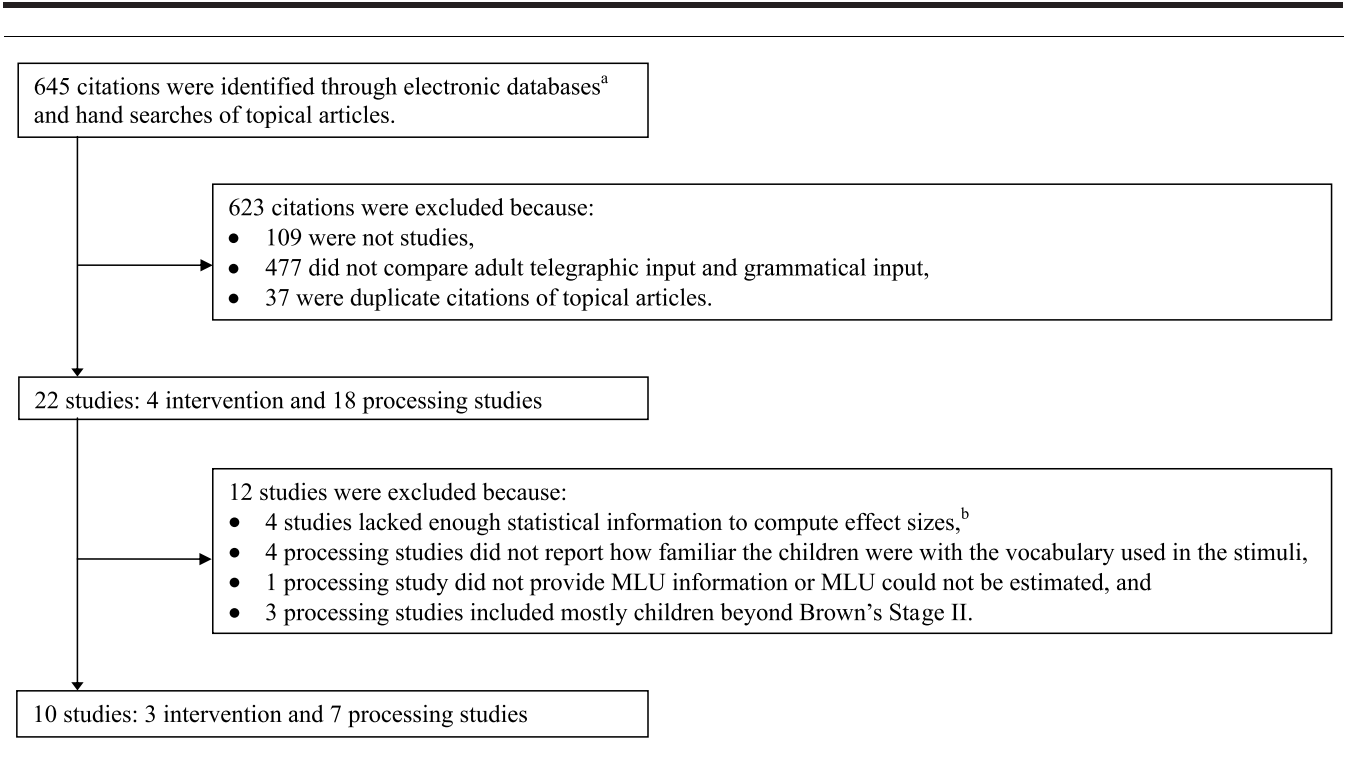 645 citations were identified through electronic databasesᵃ
and hand searches of topical articles.
623 citations were excluded because:
● 109 were not studies,
● 477 did not compare adult telegraphic input and grammatical input,
● 37 were duplicate citations of topical articles.
22 studies: 4 intervention and 18 processing studies
12 studies were excluded because:
● 4 studies lacked enough statistical information to compute effect sizes,ᵇ
● 4 processing studies did not report how familiar the children were with the vocabulary used in the stimuli,
● 1 processing study did not provide MLU information or MLU could not be estimated, and
● 3 processing studies included mostly children beyond Brown’s Stage II.
10 studies: 3 intervention and 7 processing studies